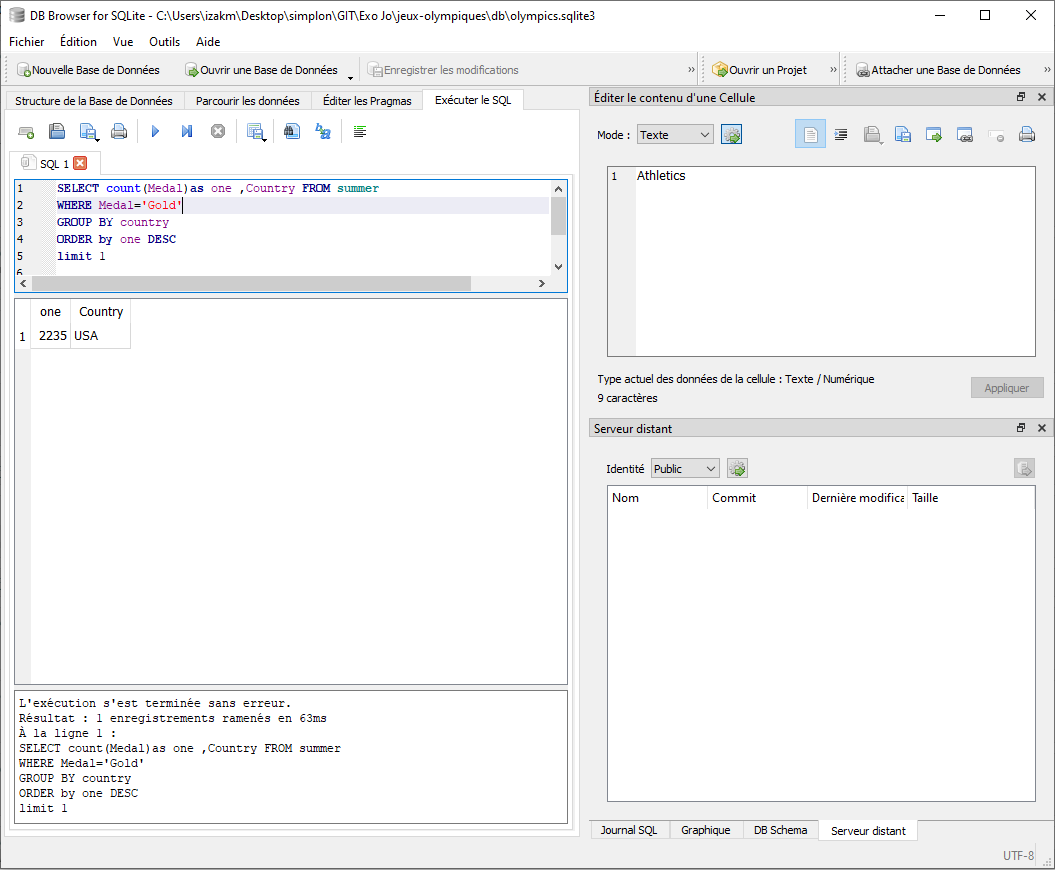 DB Browser for SQLite - C:\Users\izakm\Desktop\simplon\GIT\Exo Jo\jeux-olympiques\db\olympics.sqlite3
Fichier Édition Vue Outils Aide
Nouvelle Base de Données Ouvrir une Base de Données Enregistrer les modifications » Ouvrir un Projet » Attacher une Base de Données »
Structure de la Base de Données Parcourir les données Éditer les Pragmas Exécuter le SQL
SQL 1
1 SELECT count(Medal)as one ,Country FROM summer
2 WHERE Medal='Gold'
3 GROUP BY country
4 ORDER by one DESC
5 limit 1
6
one Country
1 2235 USA
L'exécution s'est terminée sans erreur.
Résultat : 1 enregistrements ramenés en 63ms
À la ligne 1 :
SELECT count(Medal)as one ,Country FROM summer
WHERE Medal='Gold'
GROUP BY country
ORDER by one DESC
limit 1
Éditer le contenu d'une Cellule
Mode : Texte
1 Athletics
Type actuel des données de la cellule : Texte / Numérique
9 caractères
Appliquer
Serveur distant
Identité Public
Nom Commit Dernière modifica Taille
Journal SQL Graphique DB Schema Serveur distant
UTF-8